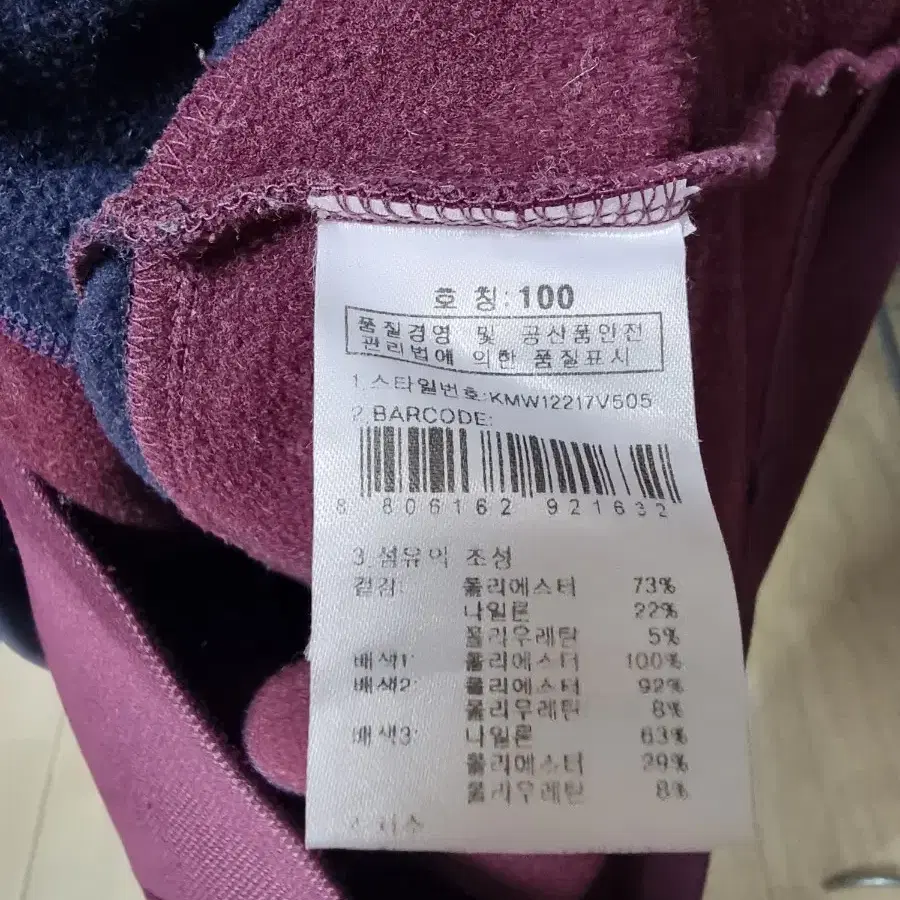 호 칭: 100
품질경영 및 공산품안전
관리법에 의한 품질표시
1.스타일번호:KMW12217V505
2.BARCODE:
8 806162 921632
3.섬유의 조성
겉감: 폴리에스터 73%
나일론 22%
폴리우레탄 5%
배색1: 폴리에스터 100%
배색2: 폴리에스터 92%
폴리우레탄 8%
배색3: 나일론 63%
폴리에스터 29%
폴리우레탄 8%